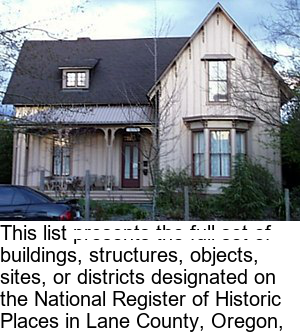 This list presents the full set of
buildings, structures, objects,
sites, or districts designated on
the National Register of Historic
Places in Lane County, Oregon,